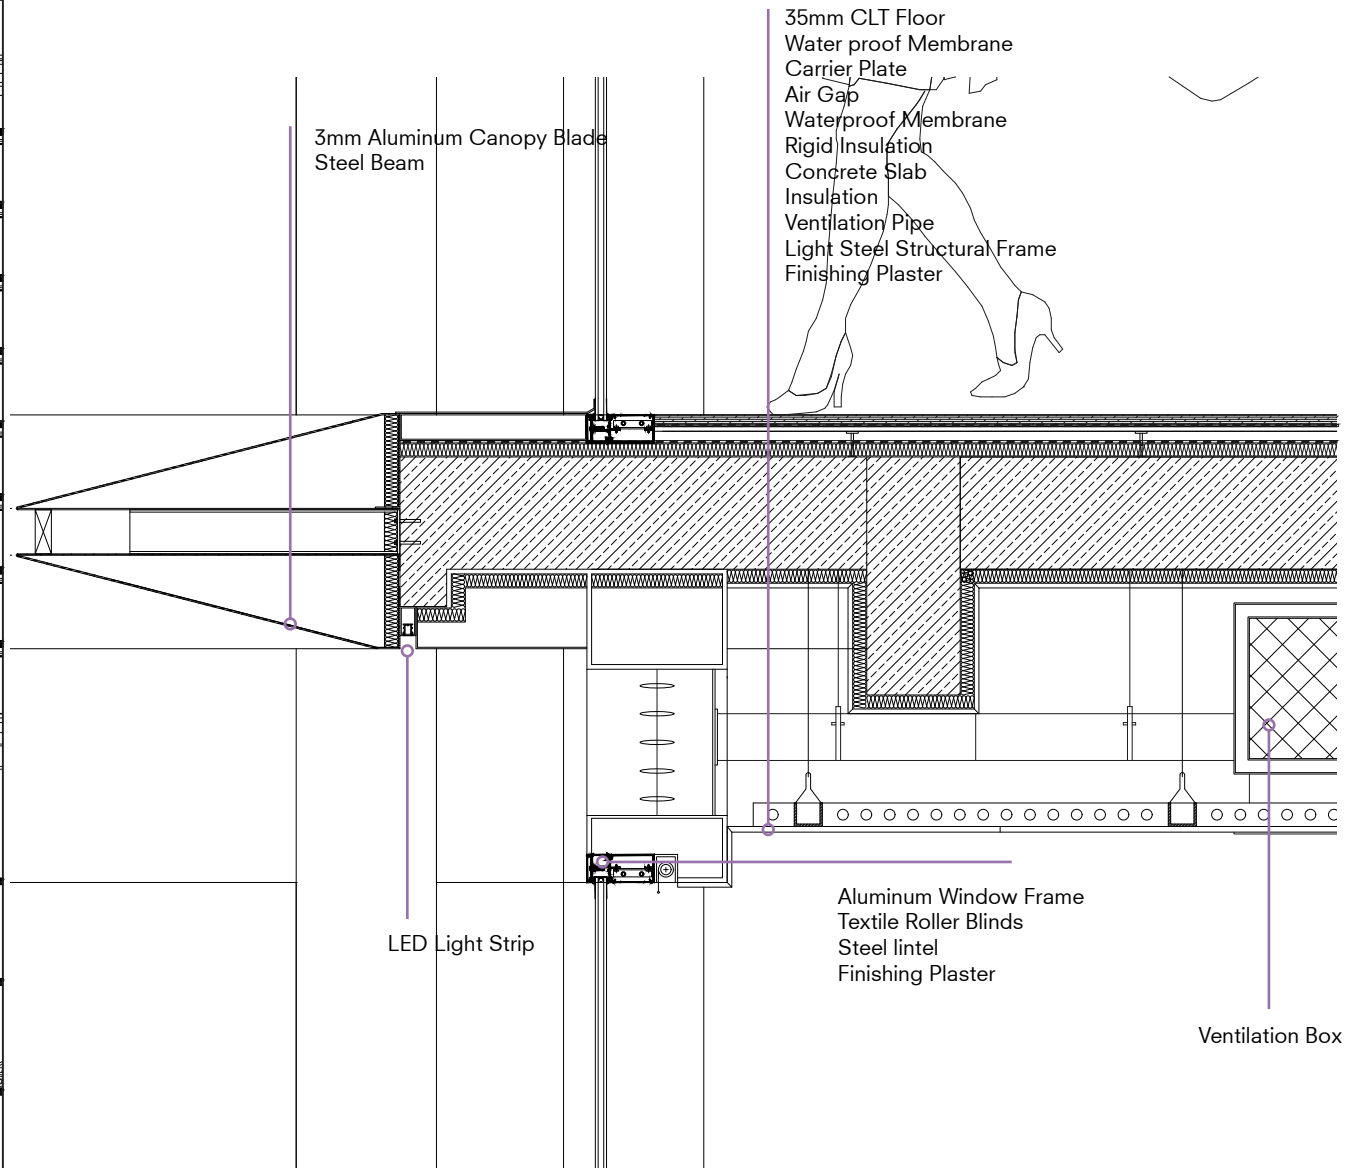 35mm CLT Floor
Water proof Membrane
Carrier Plate
Air Gap
Waterproof Membrane
Rigid Insulation
Concrete Slab
Insulation
Ventilation Pipe
Light Steel Structural Frame
Finishing Plaster
3mm Aluminum Canopy Blade
Steel Beam
Aluminum Window Frame
Textile Roller Blinds
Steel lintel
Finishing Plaster
LED Light Strip
Ventilation Box